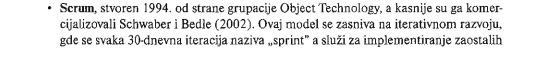 • Scrum, stvoren 1994. od strane grupacije Object Technology, a kasnije su ga komer-
cijalizovali Schwaber i Bedle (2002). Ovaj model se zasniva na iterativnom razvoju,
gde se svaka 30-dnevna iteracija naziva „sprint" a služi za implementiranje zaostalih